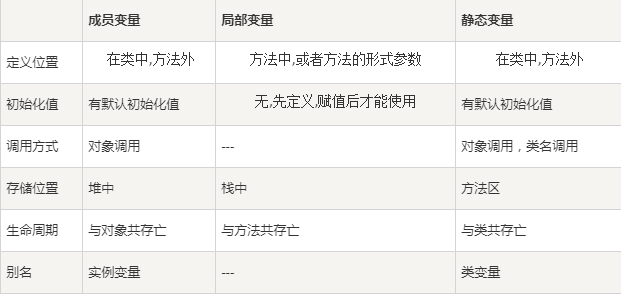 成员变量 局部变量 静态变量
定义位置 在类中,方法外 方法中,或者方法的形式参数 在类中,方法外
初始化值 有默认初始化值 无,先定义,赋值后才能使用 有默认初始化值
调用方式 对象调用 --- 对象调用，类名调用
存储位置 堆中 栈中 方法区
生命周期 与对象共存亡 与方法共存亡 与类共存亡
别名 实例变量 --- 类变量